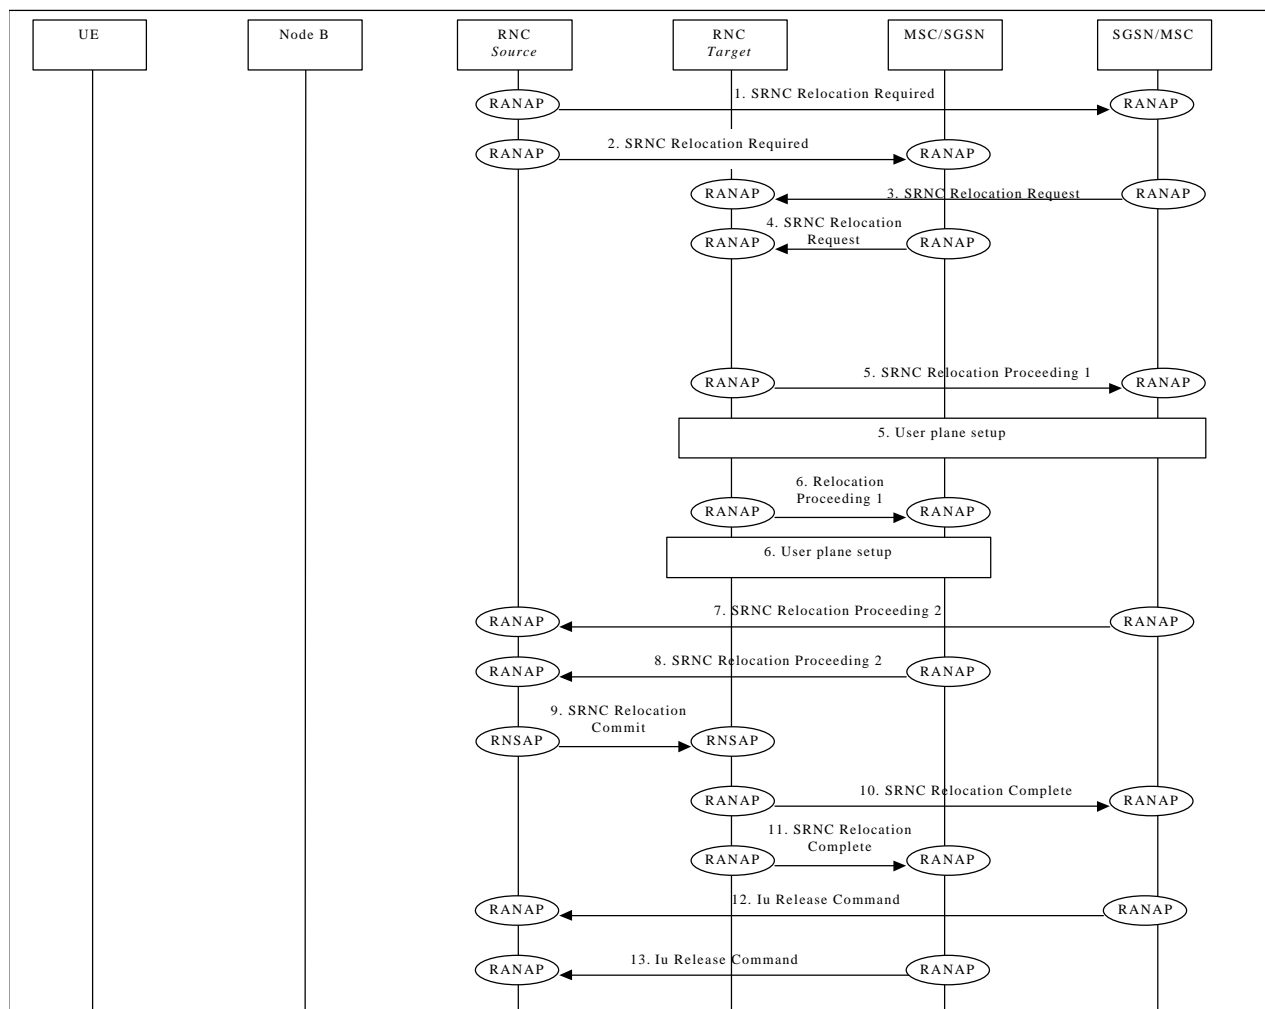 UE
Node B
RNC
Source
RNC
Target
MSC/SGSN
SGSN/MSC
1. SRNC Relocation Required
RANAP
RANAP
2. SRNC Relocation Required
RANAP
RANAP
RANAP
3. SRNC Relocation Request
RANAP
4. SRNC Relocation
Request
RANAP
RANAP
5. SRNC Relocation Proceeding 1
RANAP
RANAP
5. User plane setup
6. Relocation
Proceeding 1
RANAP
RANAP
6. User plane setup
7. SRNC Relocation Proceeding 2
RANAP
RANAP
8. SRNC Relocation Proceeding 2
RANAP
RANAP
9. SRNC Relocation
Commit
RNSAP
RNSAP
10. SRNC Relocation Complete
RANAP
RANAP
11. SRNC Relocation
Complete
RANAP
RANAP
12. Iu Release Command
RANAP
RANAP
13. Iu Release Command
RANAP
RANAP